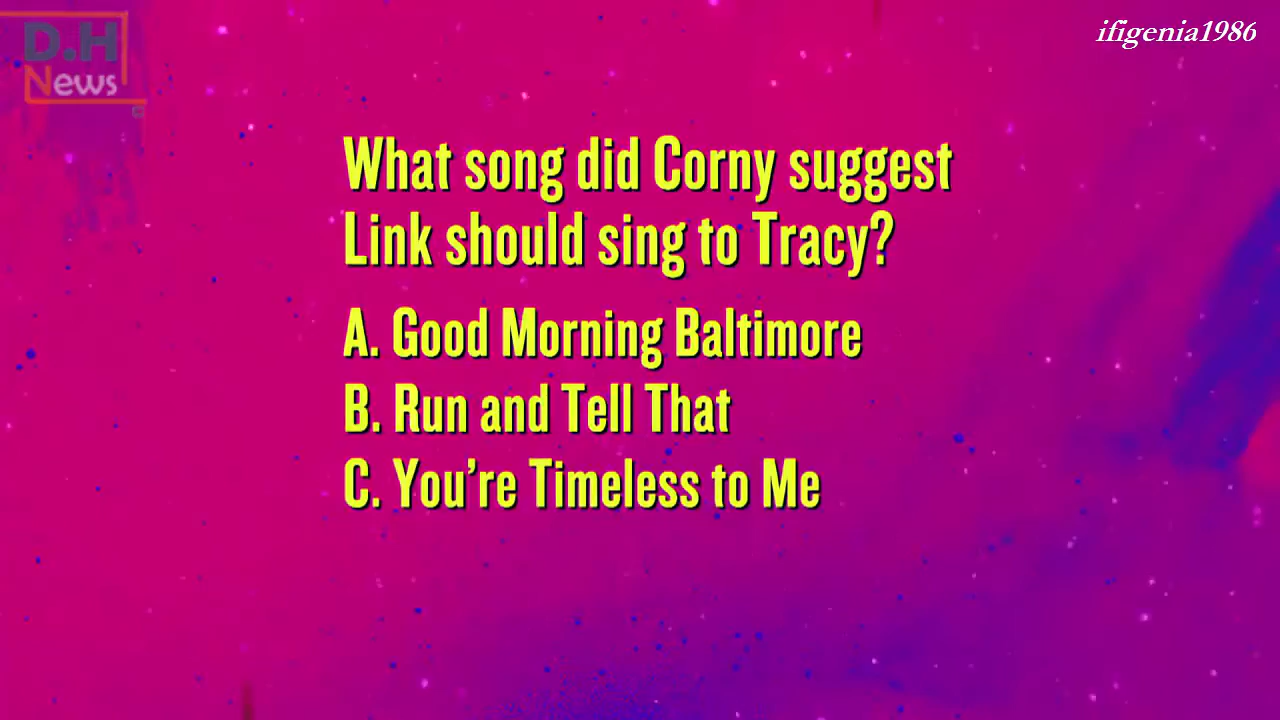 D.H
News
ifigenia1986
What song did Corny suggest
Link should sing to Tracy?
A. Good Morning Baltimore
B. Run and Tell That
C. You're Timeless to Me